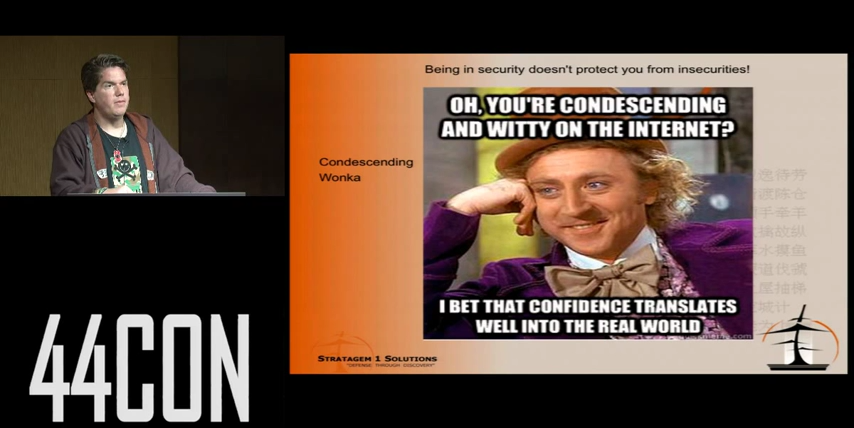 Being in security doesn't protect you from insecurities!
OH, YOU'RE CONDESCENDING
AND WITTY ON THE INTERNET?
Condescending
Wonka
I BET THAT CONFIDENCE TRANSLATES
WELL INTO THE REAL WORLD
STRATAGEM 1 SOLUTIONS
"DEFENSE THROUGH DISCOVERY"
44CON